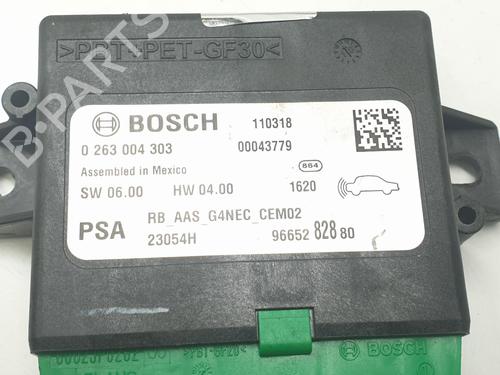 >PBT+PET-GF30<
BOSCH 110318
0 263 004 303 00043779
Assembled in Mexico 864
SW 06.00 HW 04.00 1620
RB_AAS_G4NEC_CEM02
PSA 23054H 96652 828 80
B-PARTS
BOSCH